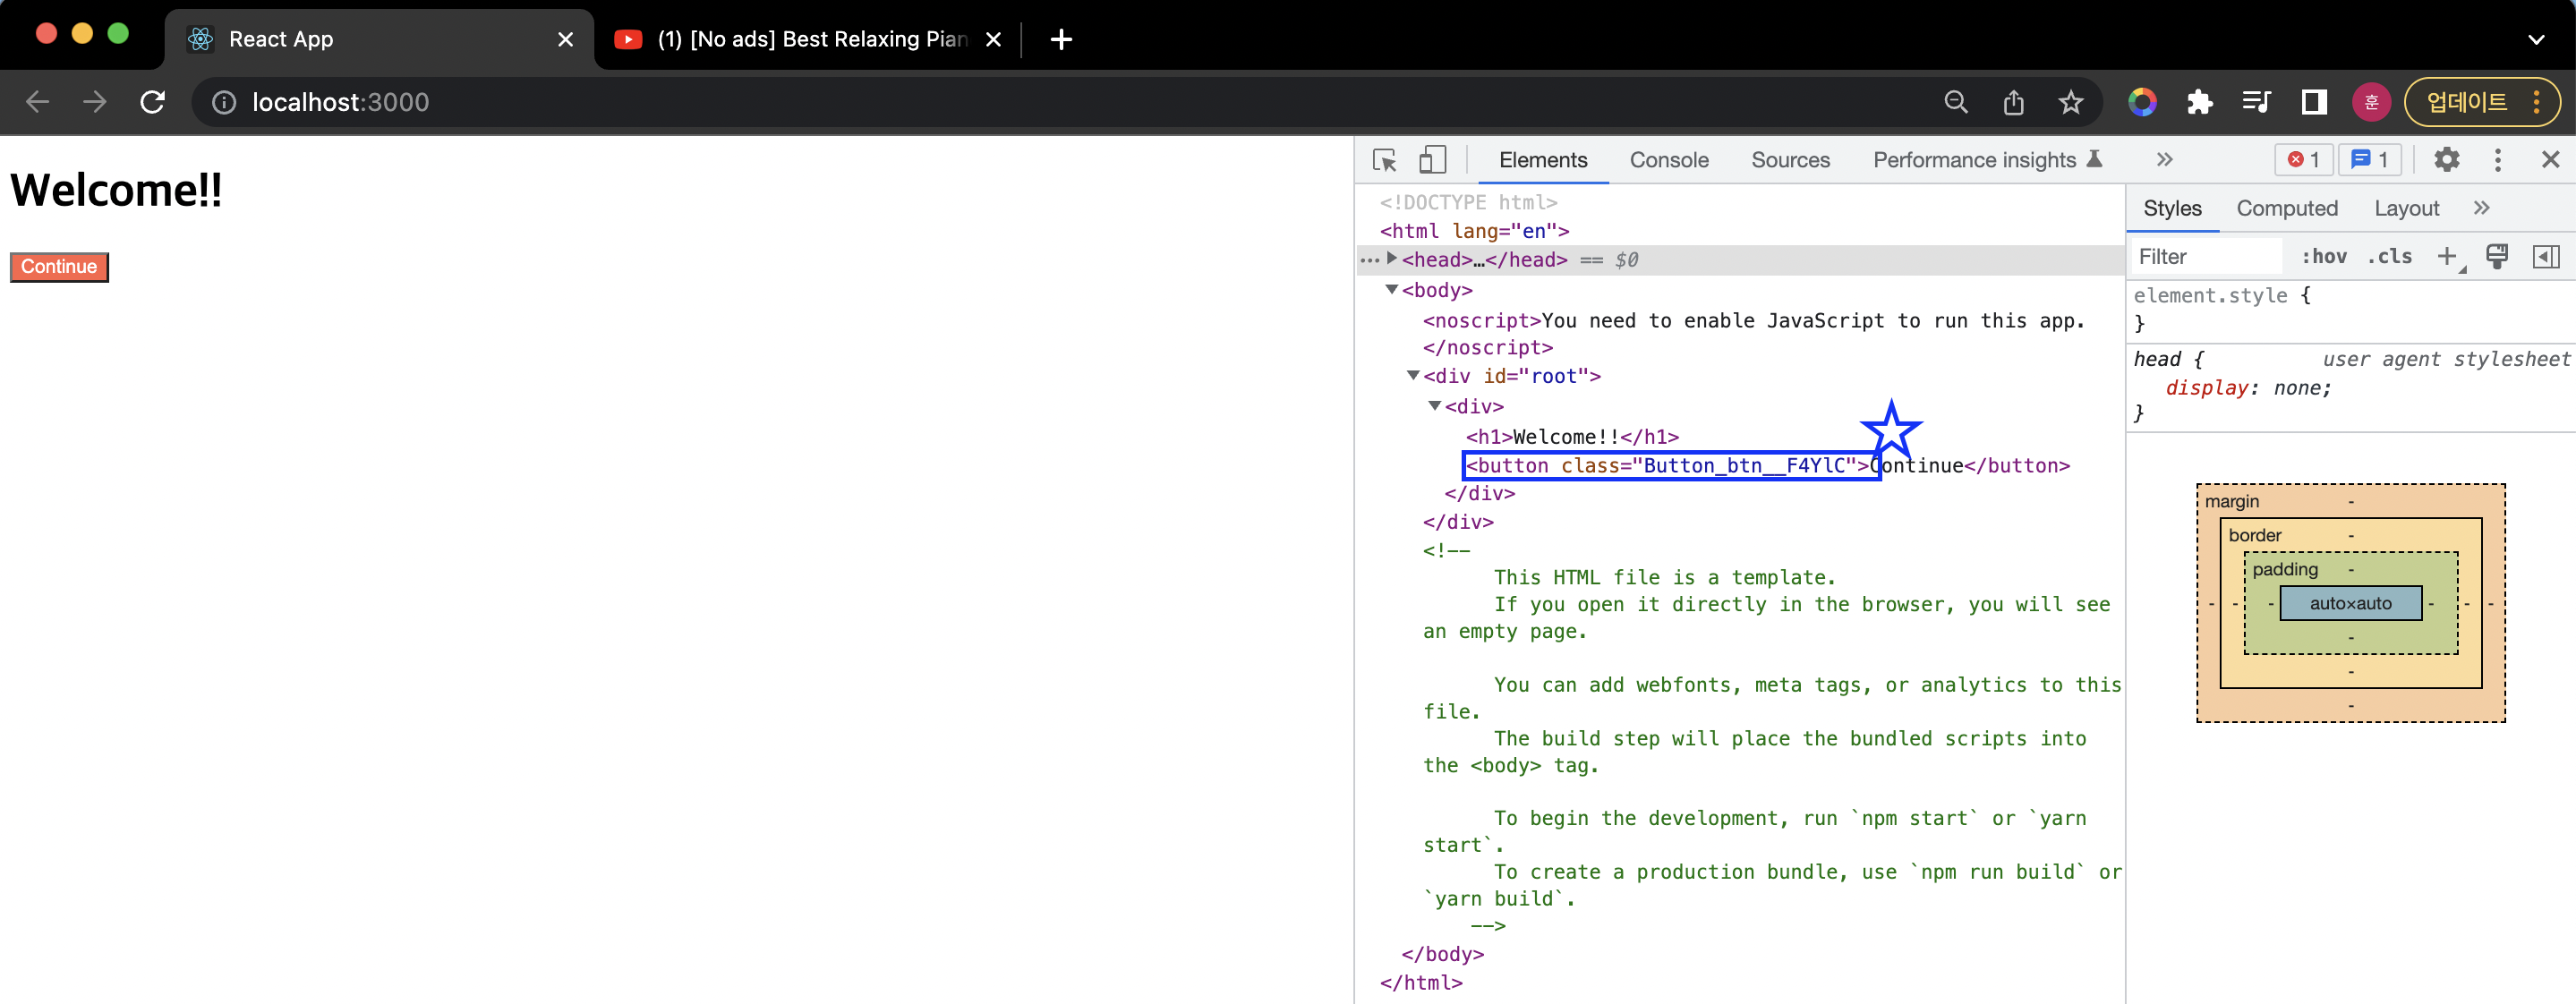 React App
(1) [No ads] Best Relaxing Pian
localhost:3000
훈
업데이트
Welcome!!
Continue
Elements Console Sources Performance insights
1 1
<!DOCTYPE html>
<html lang="en">
… <head>…</head> == $0
<body>
<noscript>You need to enable JavaScript to run this app.
</noscript>
<div id="root">
<div>
<h1>Welcome!!</h1>
<button class="Button_btn__F4YlC">Continue</button>
</div>
</div>
<!--
This HTML file is a template.
If you open it directly in the browser, you will see
an empty page.
You can add webfonts, meta tags, or analytics to this
file.
The build step will place the bundled scripts into
the <body> tag.
To begin the development, run `npm start` or `yarn
start`.
To create a production bundle, use `npm run build` or
`yarn build`.
-->
</body>
</html>
Styles Computed Layout
Filter :hov .cls
element.style {
}
head { user agent stylesheet
display: none;
}
margin -
border -
padding -
- - - auto×auto - - -
-
-
-